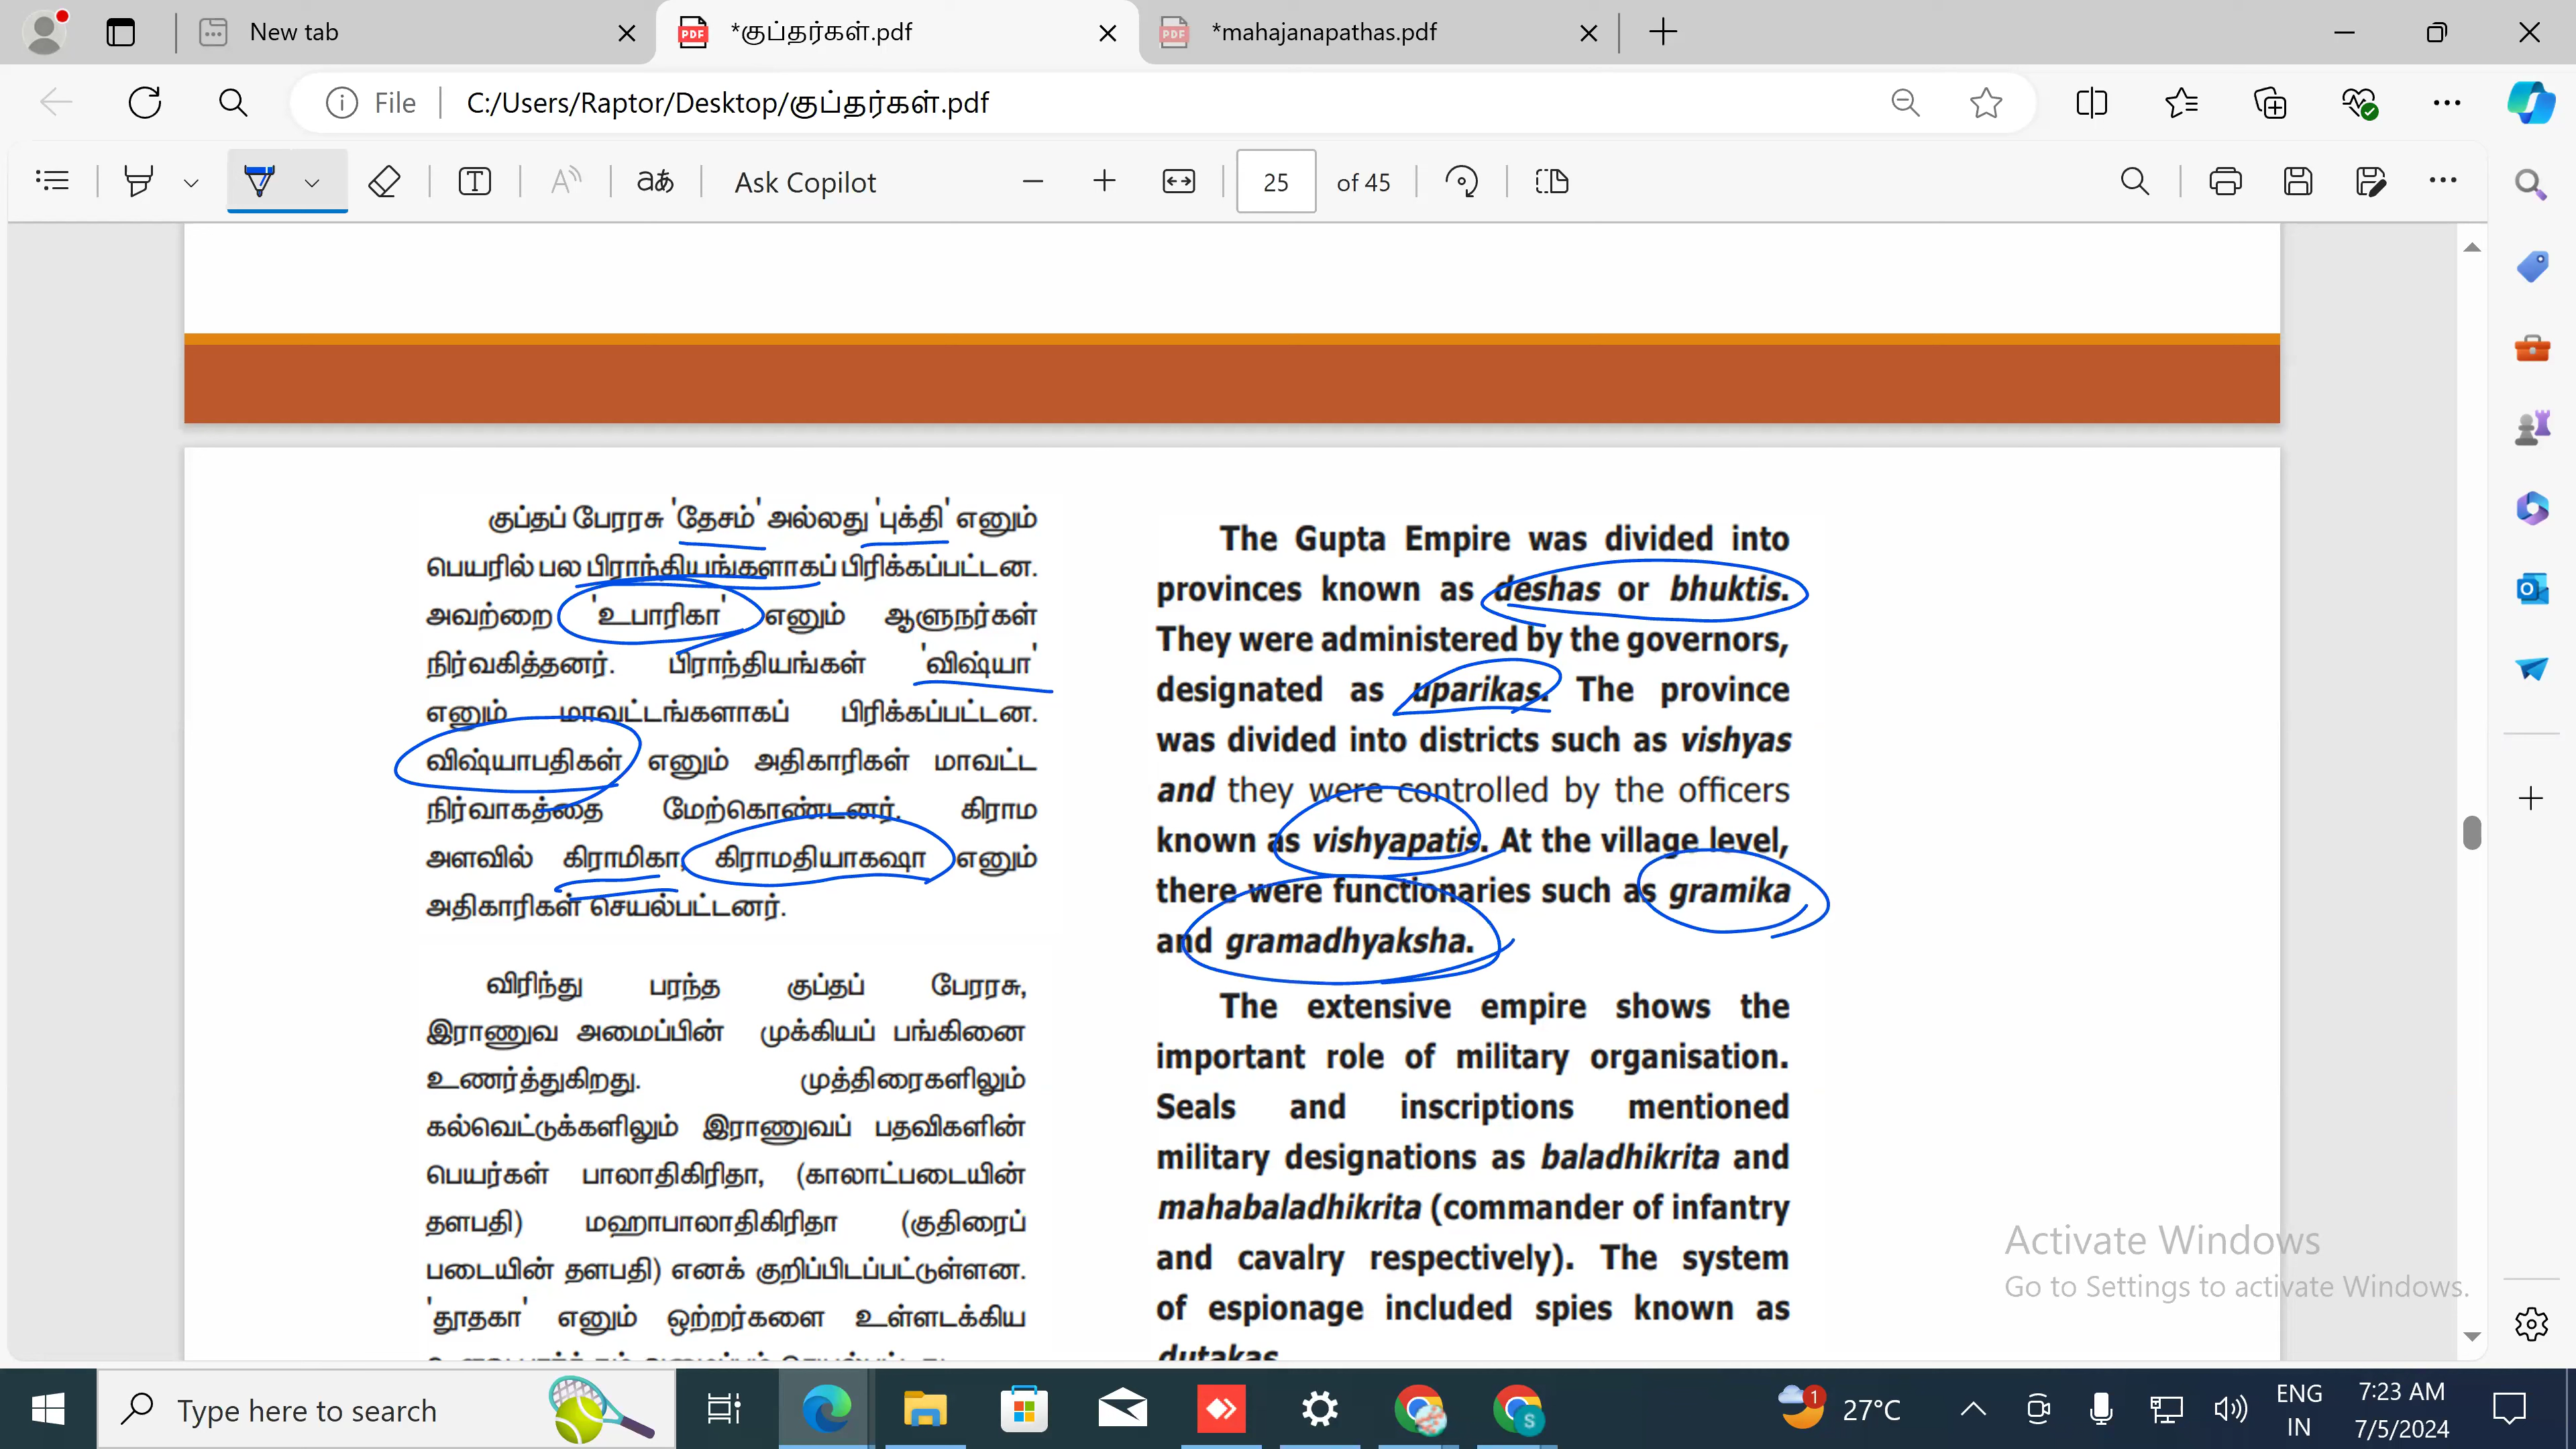 New tab
*குப்தர்கள்.pdf
*mahajanapathas.pdf
File
C:/Users/Raptor/Desktop/குப்தர்கள்.pdf
aあ
Ask Copilot
25
of 45
குப்தப் பேரரசு 'தேசம்' அல்லது 'புக்தி' எனும்
பெயரில் பல பிராந்தியங்களாகப் பிரிக்கப்பட்டன.
அவற்றை 'உபாரிகா' எனும் ஆளுநர்கள்
நிர்வகித்தனர். பிராந்தியங்கள் 'விஷ்யா'
எனும் மாவட்டங்களாகப் பிரிக்கப்பட்டன.
விஷ்யாபதிகள் எனும் அதிகாரிகள் மாவட்ட
நிர்வாகத்தை மேற்கொண்டனர். கிராம
அளவில் கிராமிகா, கிராமதியாகஷா எனும்
அதிகாரிகள் செயல்பட்டனர்.
விரிந்து பரந்த குப்தப் பேரரசு,
இராணுவ அமைப்பின் முக்கியப் பங்கினை
உணர்த்துகிறது. முத்திரைகளிலும்
கல்வெட்டுக்களிலும் இராணுவப் பதவிகளின்
பெயர்கள் பாலாதிகிரிதா, (காலாட்படையின்
தளபதி) மஹாபாலாதிகிரிதா (குதிரைப்
படையின் தளபதி) எனக் குறிப்பிடப்பட்டுள்ளன.
'தூதகா' எனும் ஒற்றர்களை உள்ளடக்கிய
The Gupta Empire was divided into
provinces known as deshas or bhuktis.
They were administered by the governors,
designated as uparikas. The province
was divided into districts such as vishyas
and they were controlled by the officers
known as vishyapatis. At the village level,
there were functionaries such as gramika
and gramadhyaksha.
The extensive empire shows the
important role of military organisation.
Seals and inscriptions mentioned
military designations as baladhikrita and
mahabaladhikrita (commander of infantry
and cavalry respectively). The system
of espionage included spies known as
dutakas
Activate Windows
Go to Settings to activate Windows.
Type here to search
1
27°C
ENG
IN
7:23 AM
7/5/2024